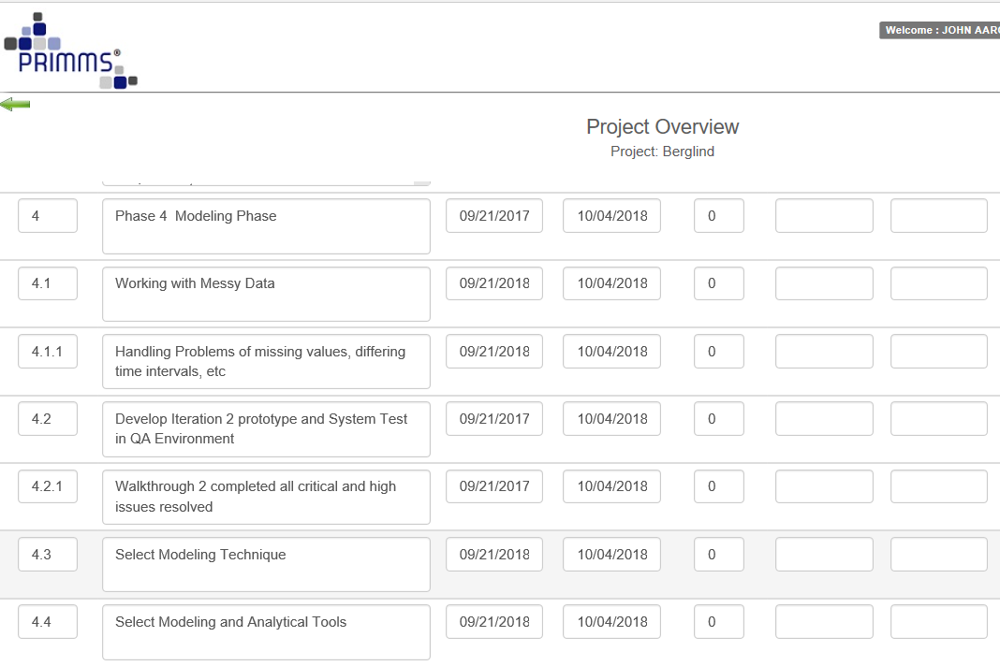 PRIMMS®
Welcome : JOHN
Project Overview
Project: Berglind
4 Phase 4 Modeling Phase 09/21/2017 10/04/2018 0
4.1 Working with Messy Data 09/21/2018 10/04/2018 0
4.1.1 Handling Problems of missing values, differing 09/21/2018 10/04/2018 0
time intervals, etc
4.2 Develop Iteration 2 prototype and System Test 09/21/2017 10/04/2018 0
in QA Environment
4.2.1 Walkthrough 2 completed all critical and high 09/21/2017 10/04/2018 0
issues resolved
4.3 Select Modeling Technique 09/21/2018 10/04/2018 0
4.4 Select Modeling and Analytical Tools 09/21/2018 10/04/2018 0